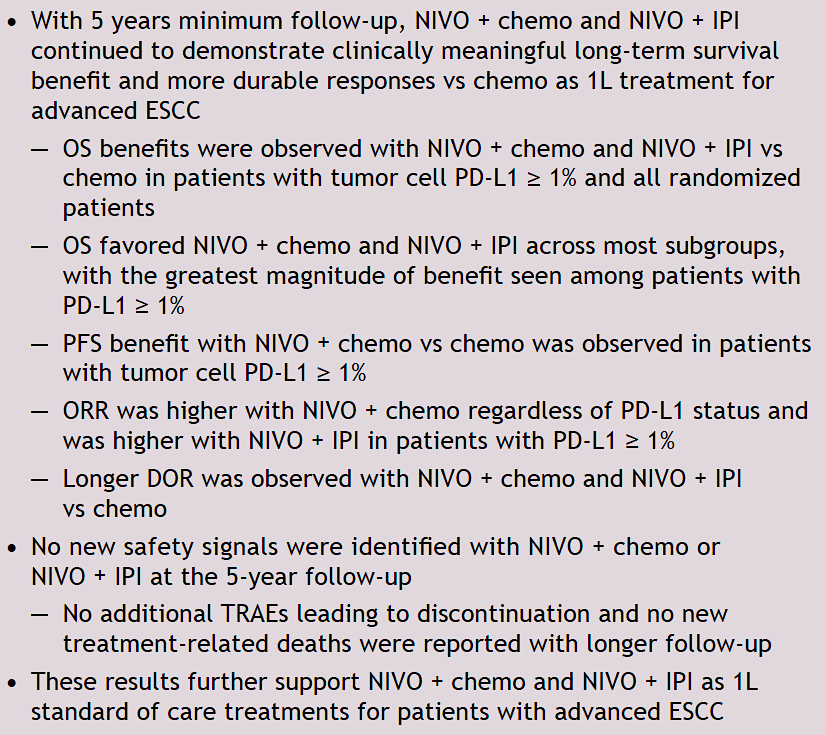 • With 5 years minimum follow-up, NIVO + chemo and NIVO + IPI
continued to demonstrate clinically meaningful long-term survival
benefit and more durable responses vs chemo as 1L treatment for
advanced ESCC
— OS benefits were observed with NIVO + chemo and NIVO + IPI vs
chemo in patients with tumor cell PD-L1 ≥ 1% and all randomized
patients
— OS favored NIVO + chemo and NIVO + IPI across most subgroups,
with the greatest magnitude of benefit seen among patients with
PD-L1 ≥ 1%
— PFS benefit with NIVO + chemo vs chemo was observed in patients
with tumor cell PD-L1 ≥ 1%
— ORR was higher with NIVO + chemo regardless of PD-L1 status and
was higher with NIVO + IPI in patients with PD-L1 ≥ 1%
— Longer DOR was observed with NIVO + chemo and NIVO + IPI
vs chemo
• No new safety signals were identified with NIVO + chemo or
NIVO + IPI at the 5-year follow-up
— No additional TRAEs leading to discontinuation and no new
treatment-related deaths were reported with longer follow-up
• These results further support NIVO + chemo and NIVO + IPI as 1L
standard of care treatments for patients with advanced ESCC